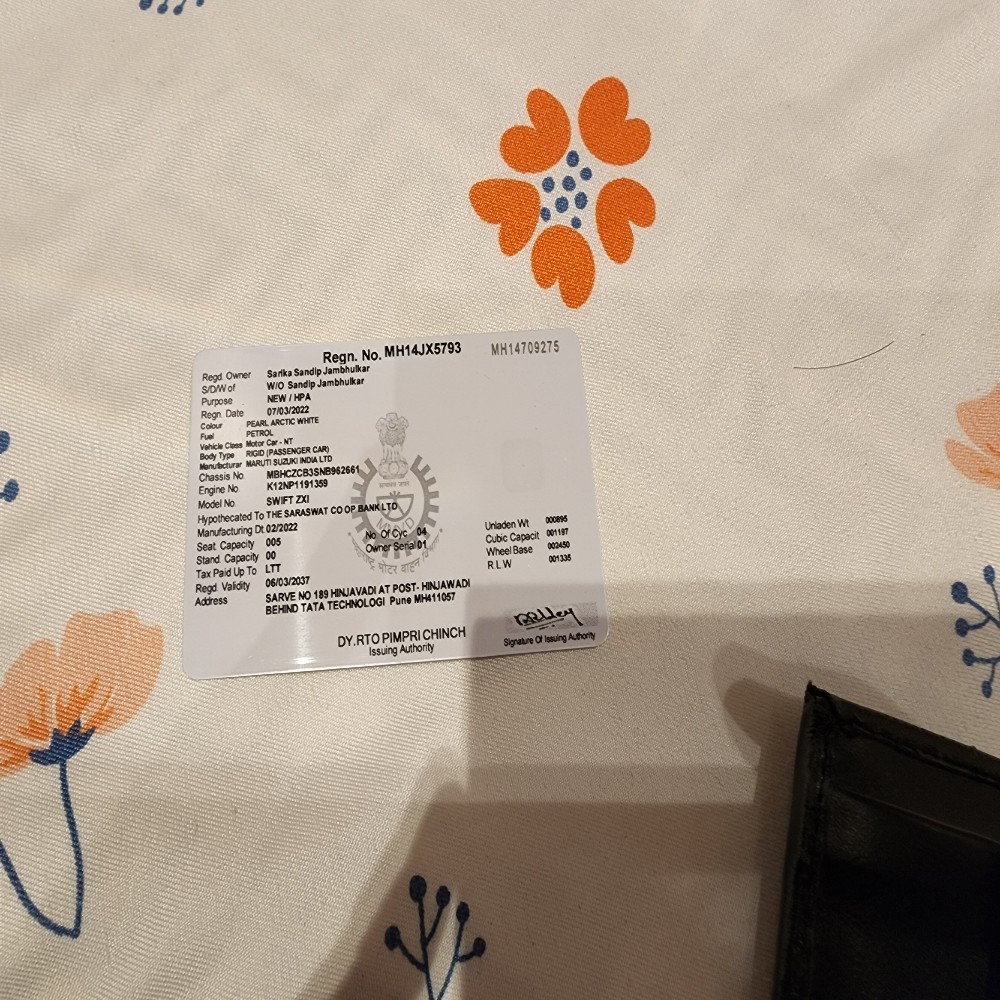 Regn. No. MH14JX5793 MH14709275
Regd. Owner Sarika Sandip Jambhulkar
S/D/W of W/O Sandip Jambhulkar
Purpose NEW / HPA
Regn. Date 07/03/2022
Colour PEARL ARCTIC WHITE
Fuel PETROL
Vehicle Class Motor Car - NT
Body Type RIGID (PASSENGER CAR)
Manufacturar MARUTI SUZUKI INDIA LTD
Chassis No. MBHCZCB3SNB962661
Engine No. K12NP1191359
Model No. SWIFT ZXI
Hypothecated To THE SARASWAT CO OP BANK LTD
Manufacturing Dt 02/2022
Seat. Capacity 005 No. Of Cyc 04 Unladen Wt 000895
Stand. Capacity 00 Owner Serial 01 Cubic Capacit 001197
Tax Paid Up To LTT Wheel Base 002450
Regd. Validity 06/03/2037 R L W 001335
Address SARVE NO 189 HINJAVADI AT POST- HINJAWADI
BEHIND TATA TECHNOLOGI Pune MH411057
DY.RTO PIMPRI CHINCH
Issuing Authority
Signature Of Issuing Authority